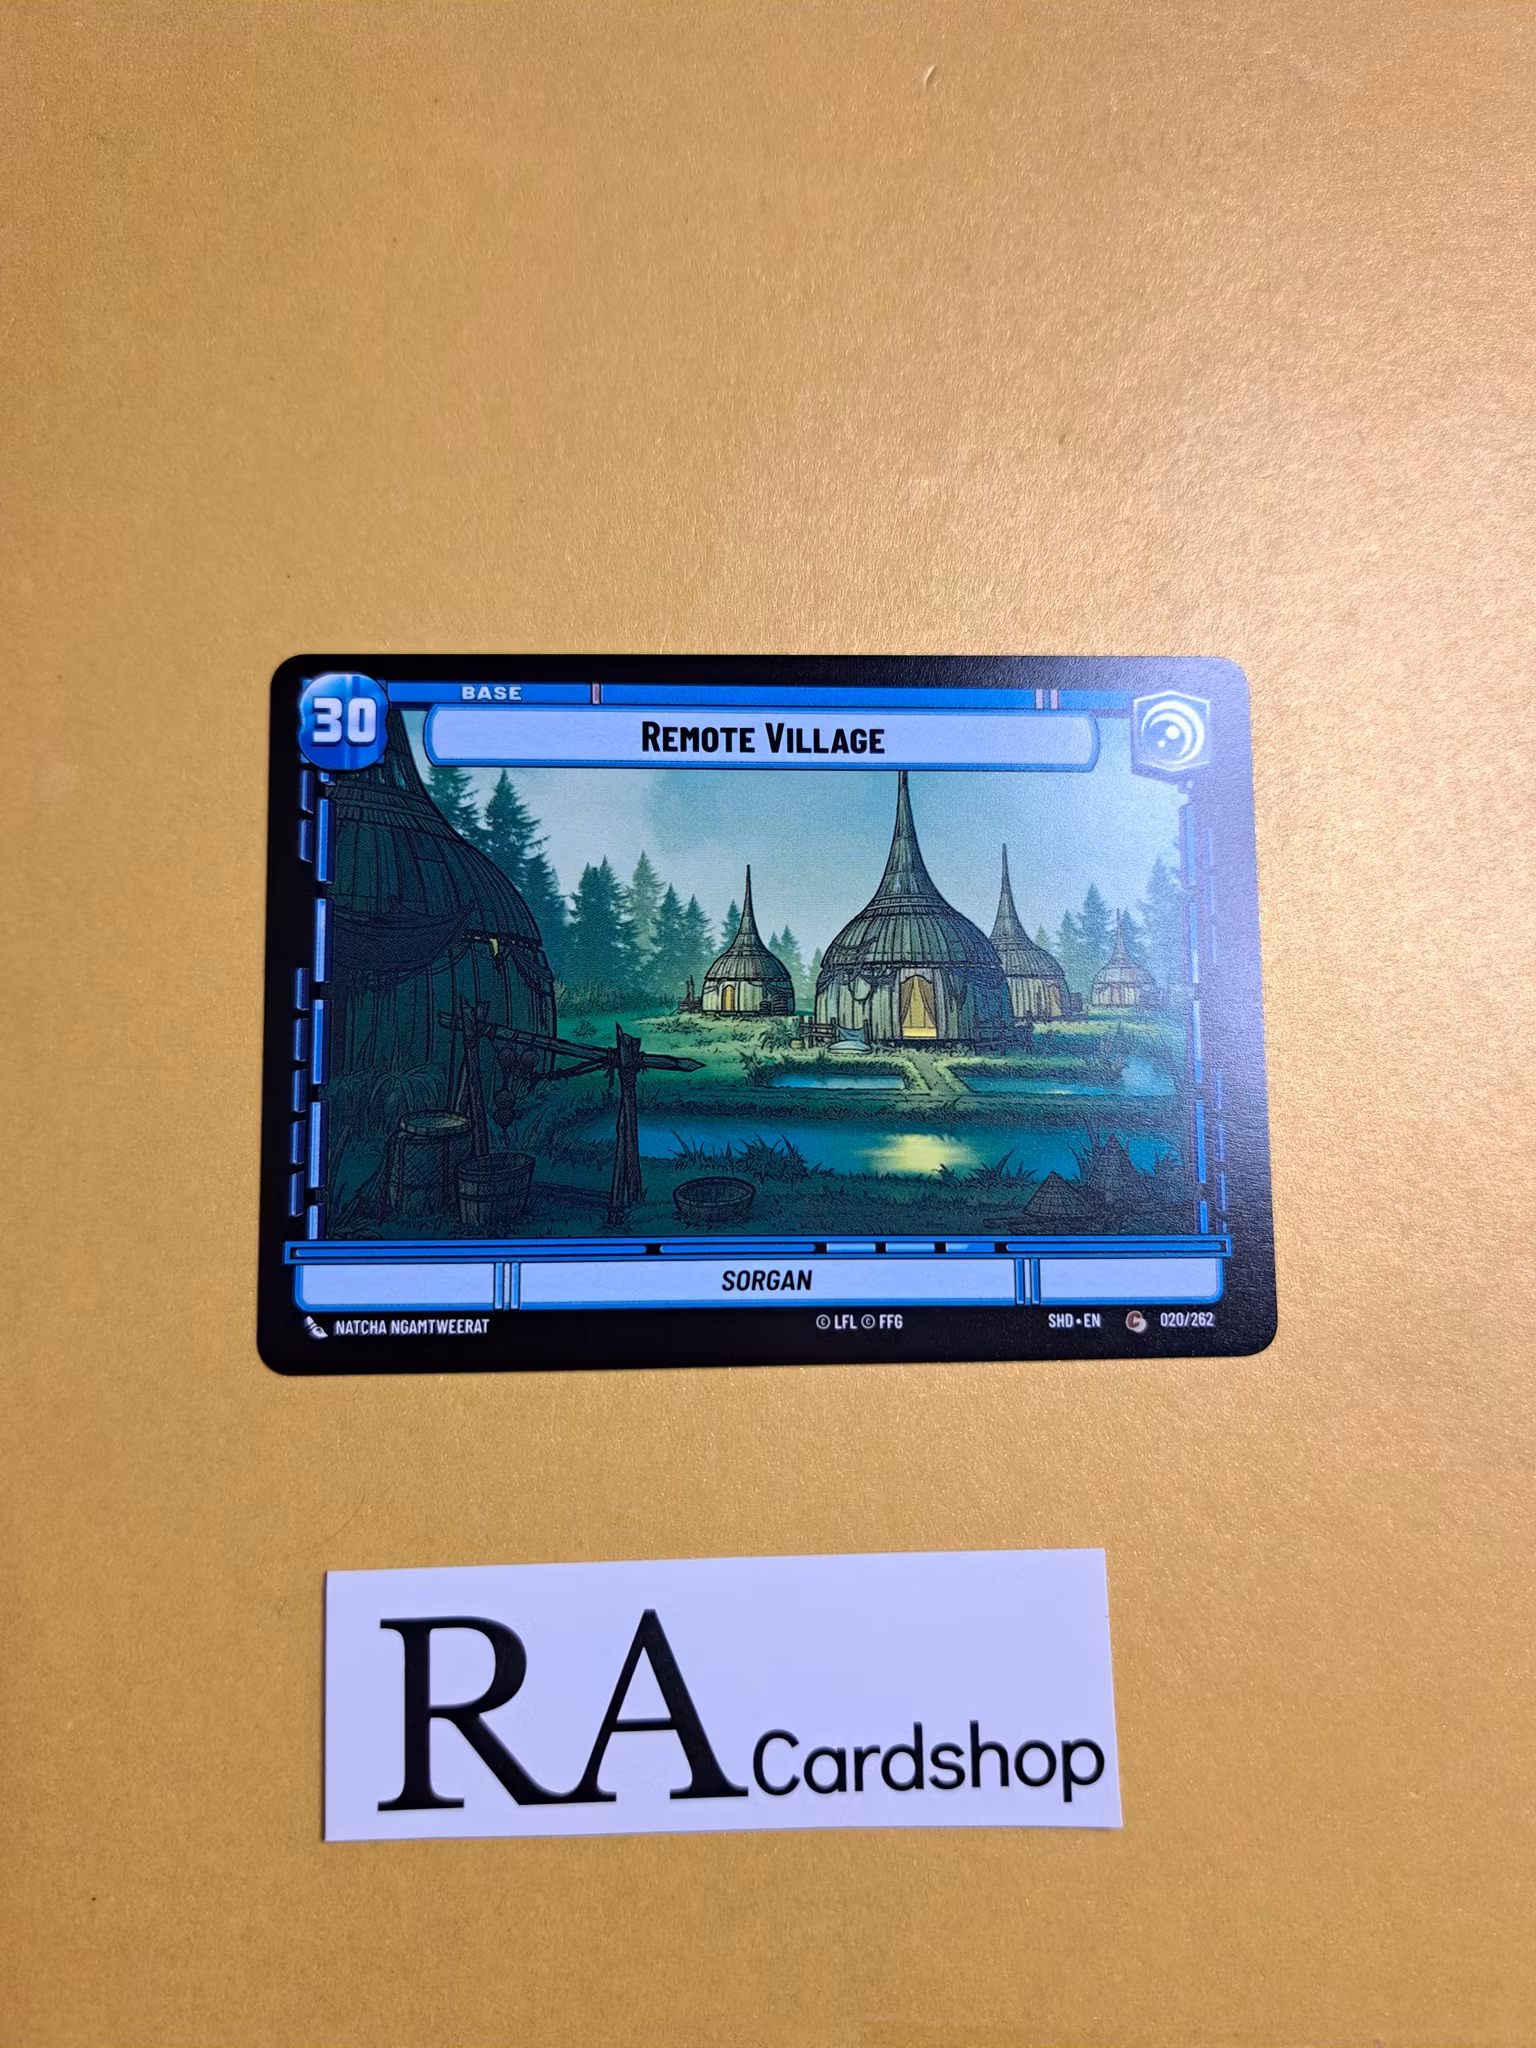 30
BASE
REMOTE VILLAGE
SORGAN
NATCHA NGAMTWEERAT
© LFL © FFG
SHD • EN C 020/262
RA Cardshop